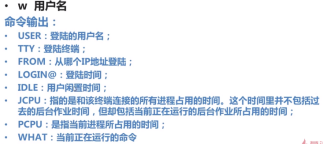 • w 用户名
命令输出：
• USER：登陆的用户名；
• TTY：登陆终端；
• FROM：从哪个IP地址登陆；
• LOGIN@：登陆时间；
• IDLE：用户闲置时间；
• JCPU：指的是和该终端连接的所有进程占用的时间。这个时间里并不包括过
去的后台作业时间，但却包括当前正在运行的后台作业所占用的时间；
• PCPU：是指当前进程所占用的时间；
• WHAT：当前正在运行的命令